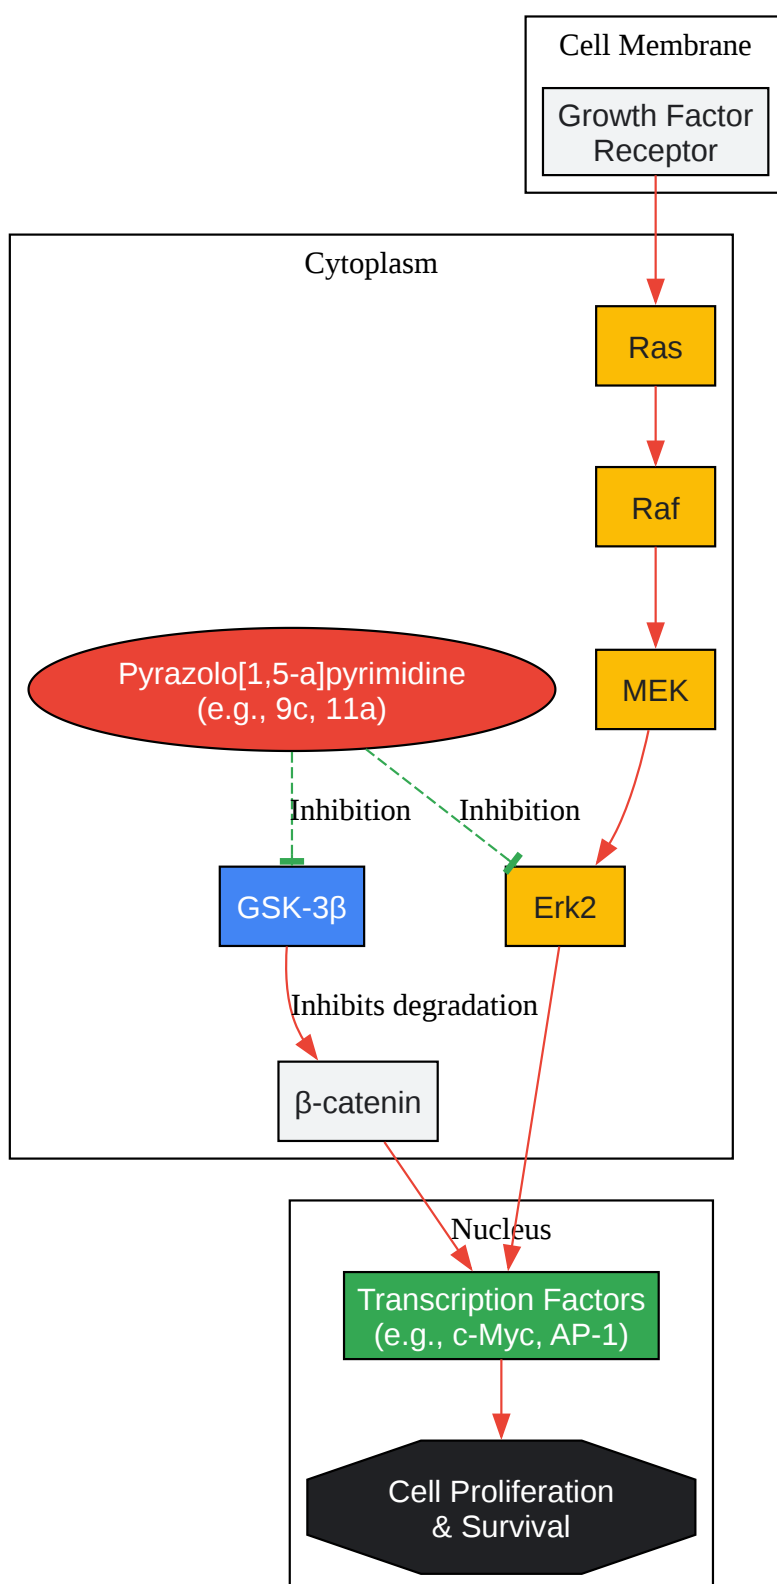 Cell Membrane
Growth Factor
Receptor
Cytoplasm
Ras
Raf
Pyrazolo[1,5-a]pyrimidine
(e.g., 9c, 11a)
MEK
Inhibition
Inhibition
GSK-3β
Erk2
Inhibits degradation
β-catenin
Nucleus
Transcription Factors
(e.g., c-Myc, AP-1)
Cell Proliferation
& Survival